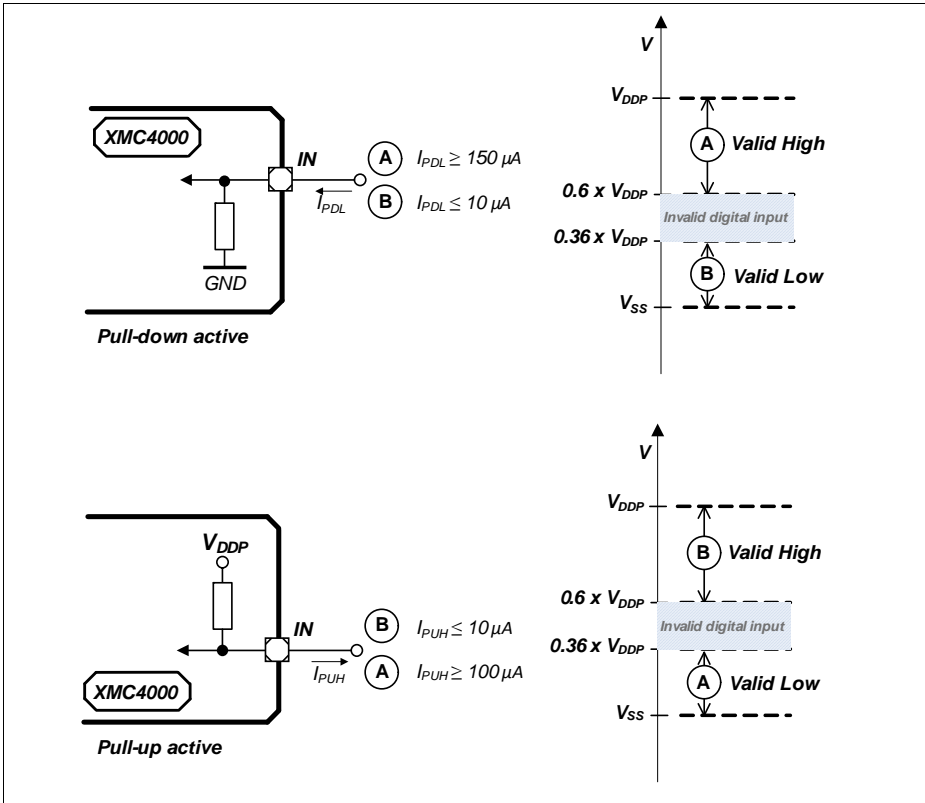 V
V_DDP
XMC4000
IN
A I_PDL ≥ 150 μA
A Valid High
0.6 x V_DDP
I_PDL
B I_PDL ≤ 10 μA
Invalid digital input
0.36 x V_DDP
B Valid Low
GND
V_SS
Pull-down active
V
V_DDP
V_DDP
B Valid High
0.6 x V_DDP
IN
B I_PUH ≤ 10 μA
Invalid digital input
0.36 x V_DDP
I_PUH
A I_PUH ≥ 100 μA
XMC4000
A Valid Low
V_SS
Pull-up active